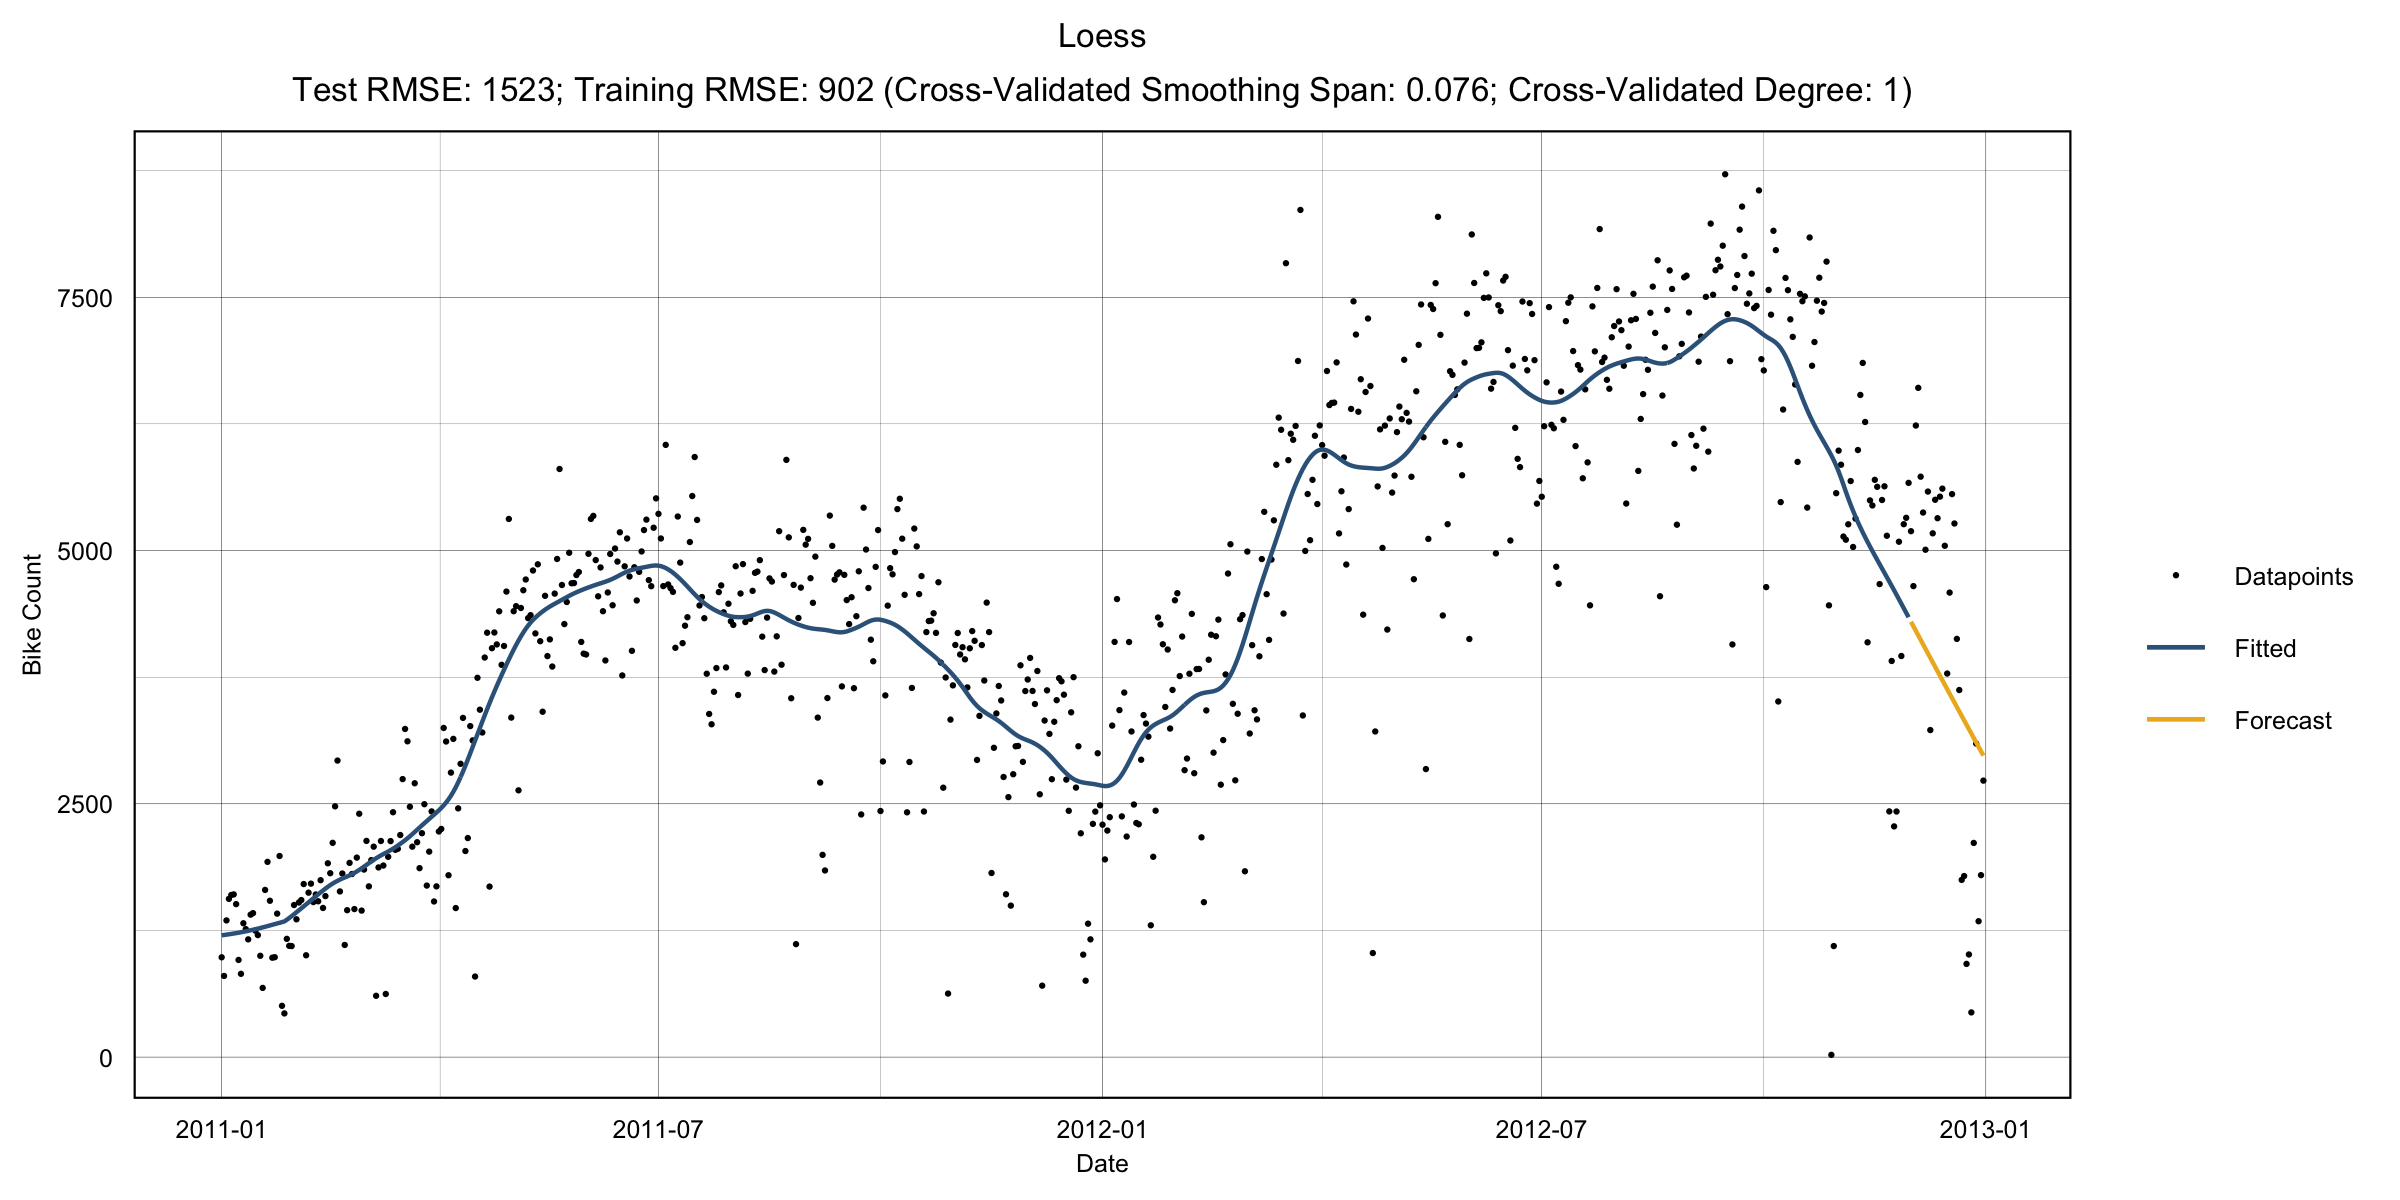 Loess
Test RMSE: 1523; Training RMSE: 902 (Cross-Validated Smoothing Span: 0.076; Cross-Validated Degree: 1)
7500
5000
2500
0
Bike Count
2011-01
2011-07
2012-01
2012-07
2013-01
Date
Datapoints
Fitted
Forecast